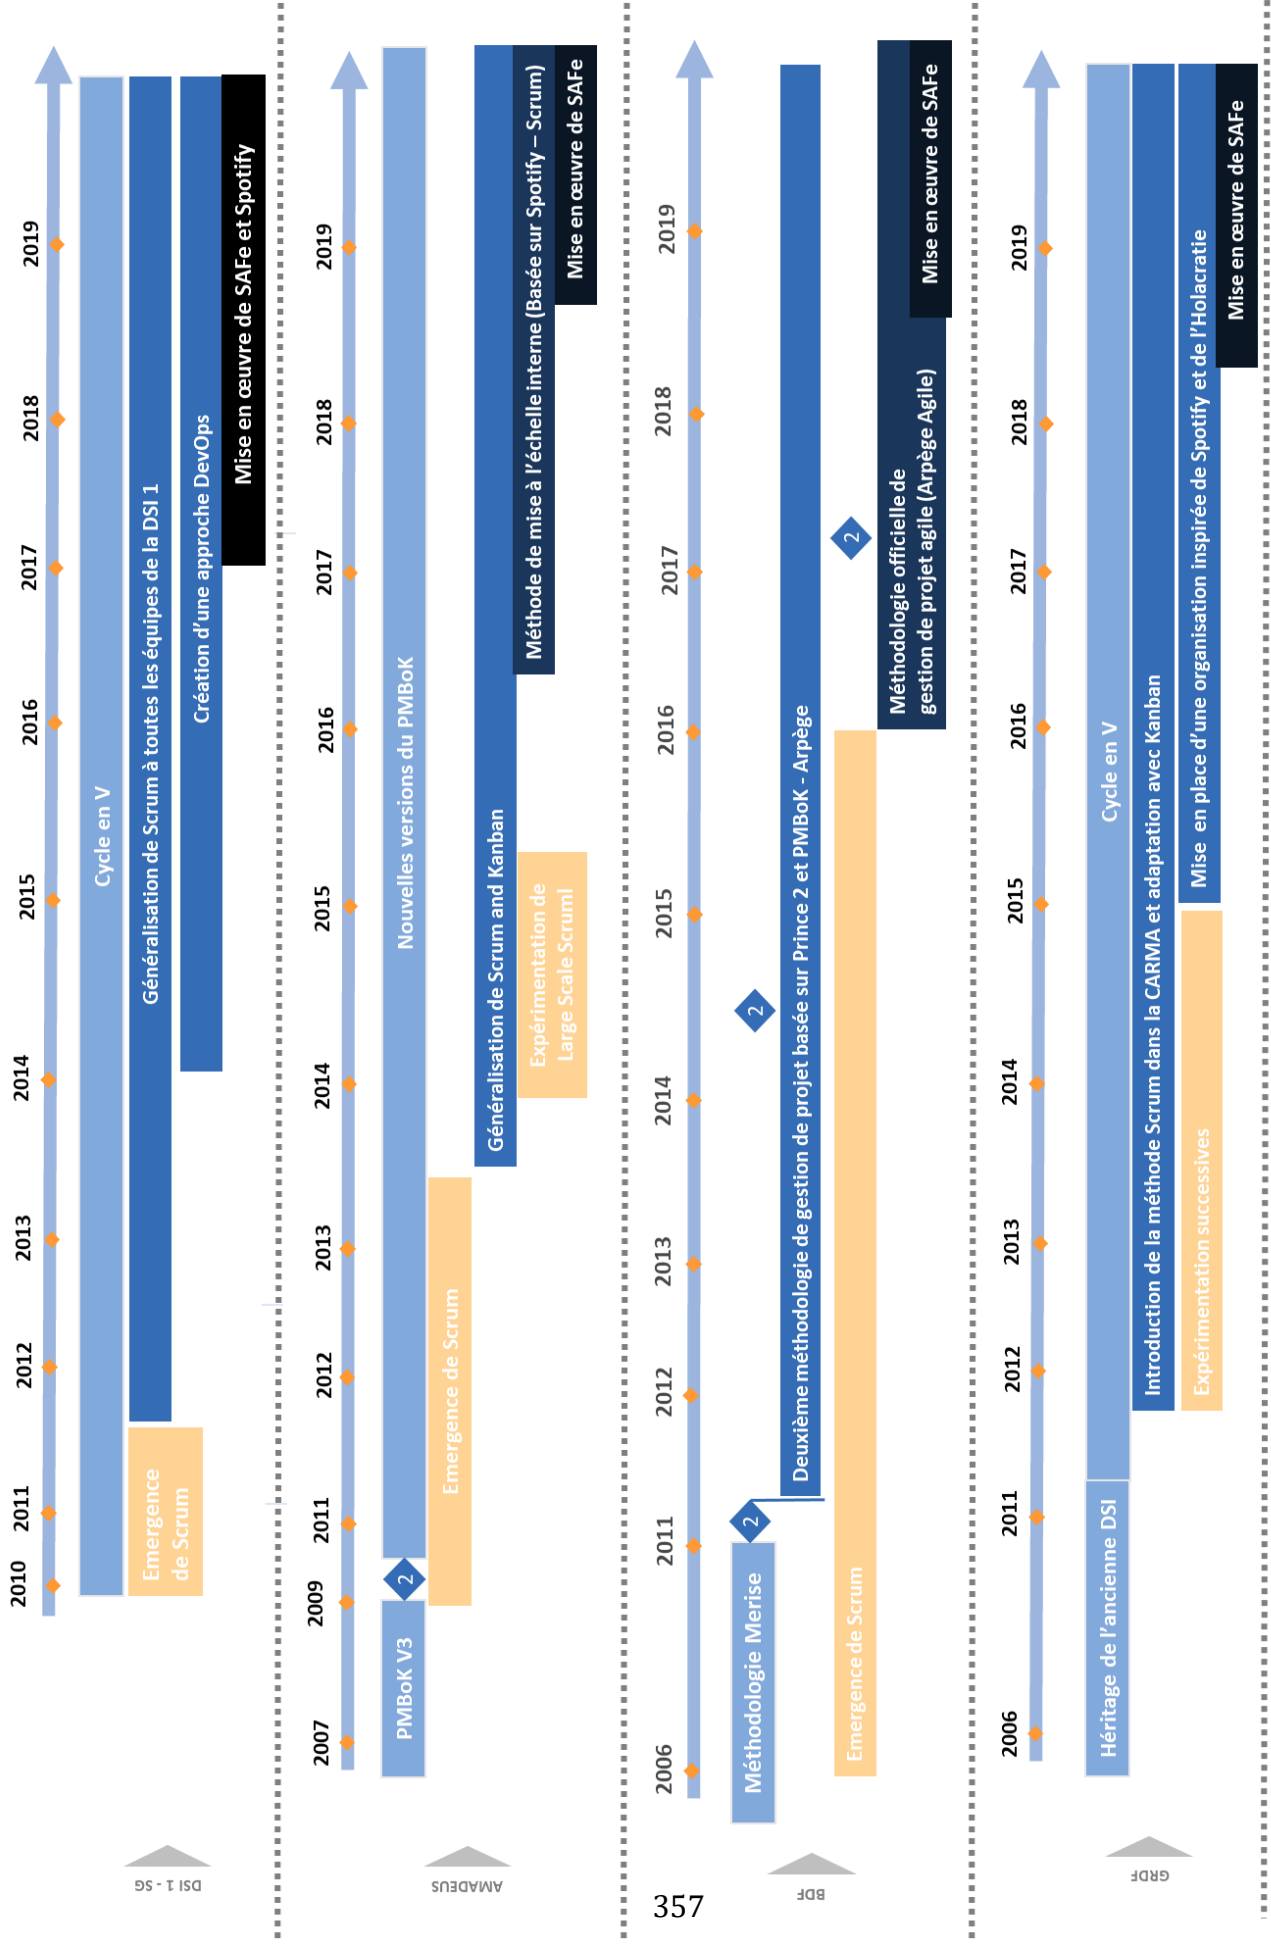 DSI 1 - SG
2010
2011
2012
2013
2014
2015
2016
2017
2018
2019
Cycle en V
Emergence
de Scrum
Généralisation de Scrum à toutes les équipes de la DSI 1
Création d'une approche DevOps
Mise en œuvre de SAFe et Spotify
AMADEUS
2007
2009
2011
2012
2013
2014
2015
2016
2017
2018
2019
PMBoK V3
2
Nouvelles versions du PMBoK
Emergence de Scrum
Généralisation de Scrum and Kanban
Expérimentation de
Large Scale Scruml
Méthode de mise à l'échelle interne (Basée sur Spotify – Scrum)
Mise en œuvre de SAFe
BDF
2006
2011
2012
2013
2014
2015
2016
2017
2018
2019
Méthodologie Merise
2
2
Deuxième méthodologie de gestion de projet basée sur Prince 2 et PMBoK - Arpège
Emergence de Scrum
2
Méthodologie officielle de
gestion de projet agile (Arpège Agile)
Mise en œuvre de SAFe
GRDF
2006
2011
2012
2013
2014
2015
2016
2017
2018
2019
Héritage de l'ancienne DSI
Cycle en V
Introduction de la méthode Scrum dans la CARMA et adaptation avec Kanban
Expérimentation successives
Mise en place d'une organisation inspirée de Spotify et de l'Holacratie
Mise en œuvre de SAFe
357